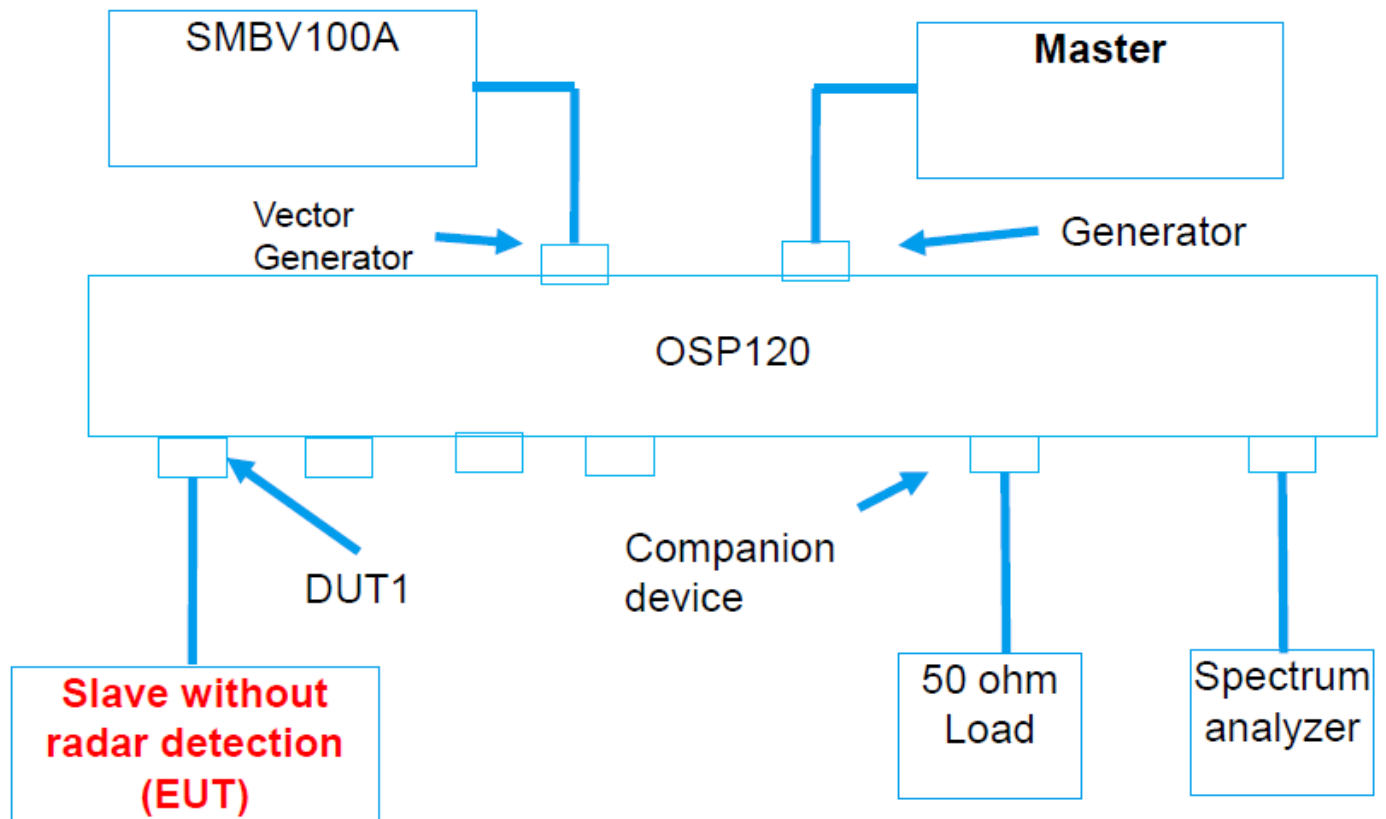 SMBV100A
Master
Vector
Generator
Generator
OSP120
DUT1
Companion
device
Slave without
radar detection
(EUT)
50 ohm
Load
Spectrum
analyzer